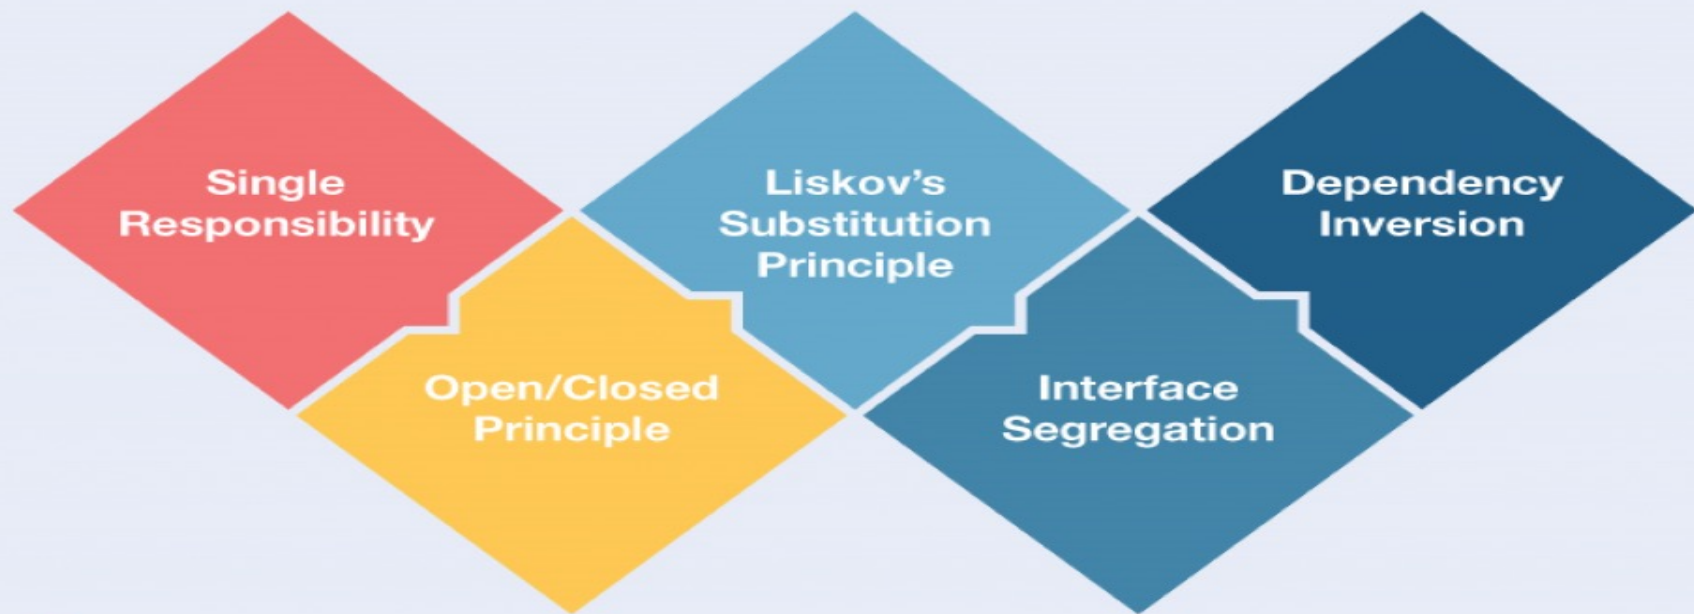 Single
Responsibility
Open/Closed
Principle
Liskov’s
Substitution
Principle
Interface
Segregation
Dependency
Inversion